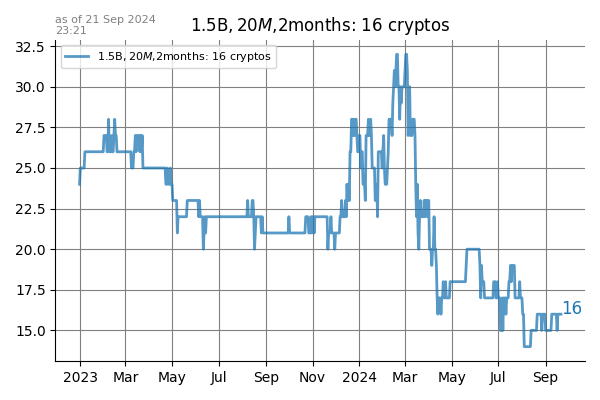 as of 21 Sep 2024
23:21
1.5B, 20M,2months: 16 cryptos
1.5B, 20M,2months: 16 cryptos
32.5
30.0
27.5
25.0
22.5
20.0
17.5
15.0
16
2023 Mar May Jul Sep Nov 2024 Mar May Jul Sep